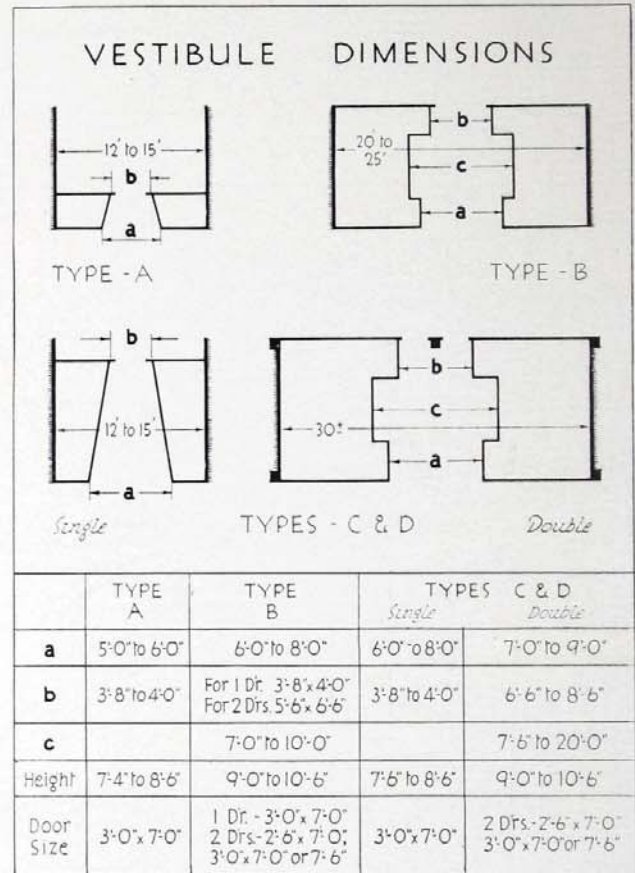 VESTIBULE DIMENSIONS
12' to 15'
b
a
TYPE - A
b
20' to
25'
c
a
TYPE - B
b
12' to 15'
a
Single
b
c
30±
a
TYPES - C & D
Double
TYPE A TYPE B TYPES C & D
Single Double
a 5'-0" to 6'-0" 6'-0" to 8'-0" 6'-0" to 8'-0" 7'-0" to 9'-0"
b 3'-8" to 4'-0" For 1 Dr. 3'-8" x 4'-0" 3'-8" to 4'-0" 6'-6" to 8'-6"
For 2 Drs. 5'-6" x 6'-6"
c 7'-0" to 10'-0" 7'-6" to 20'-0"
Height 7'-4" to 8'-6" 9'-0" to 10'-6" 7'-6" to 8'-6" 9'-0" to 10'-6"
Door Size 3'-0" x 7'-0" 1 Dr. - 3'-0" x 7'-0" 3'-0" x 7'-0" 2 Drs. - 2'-6" x 7'-0"
2 Drs. - 2'-6" x 7'-0", 3'-0" x 7'-0" or 7'-6"
3'-0" x 7'-0" or 7'-6"